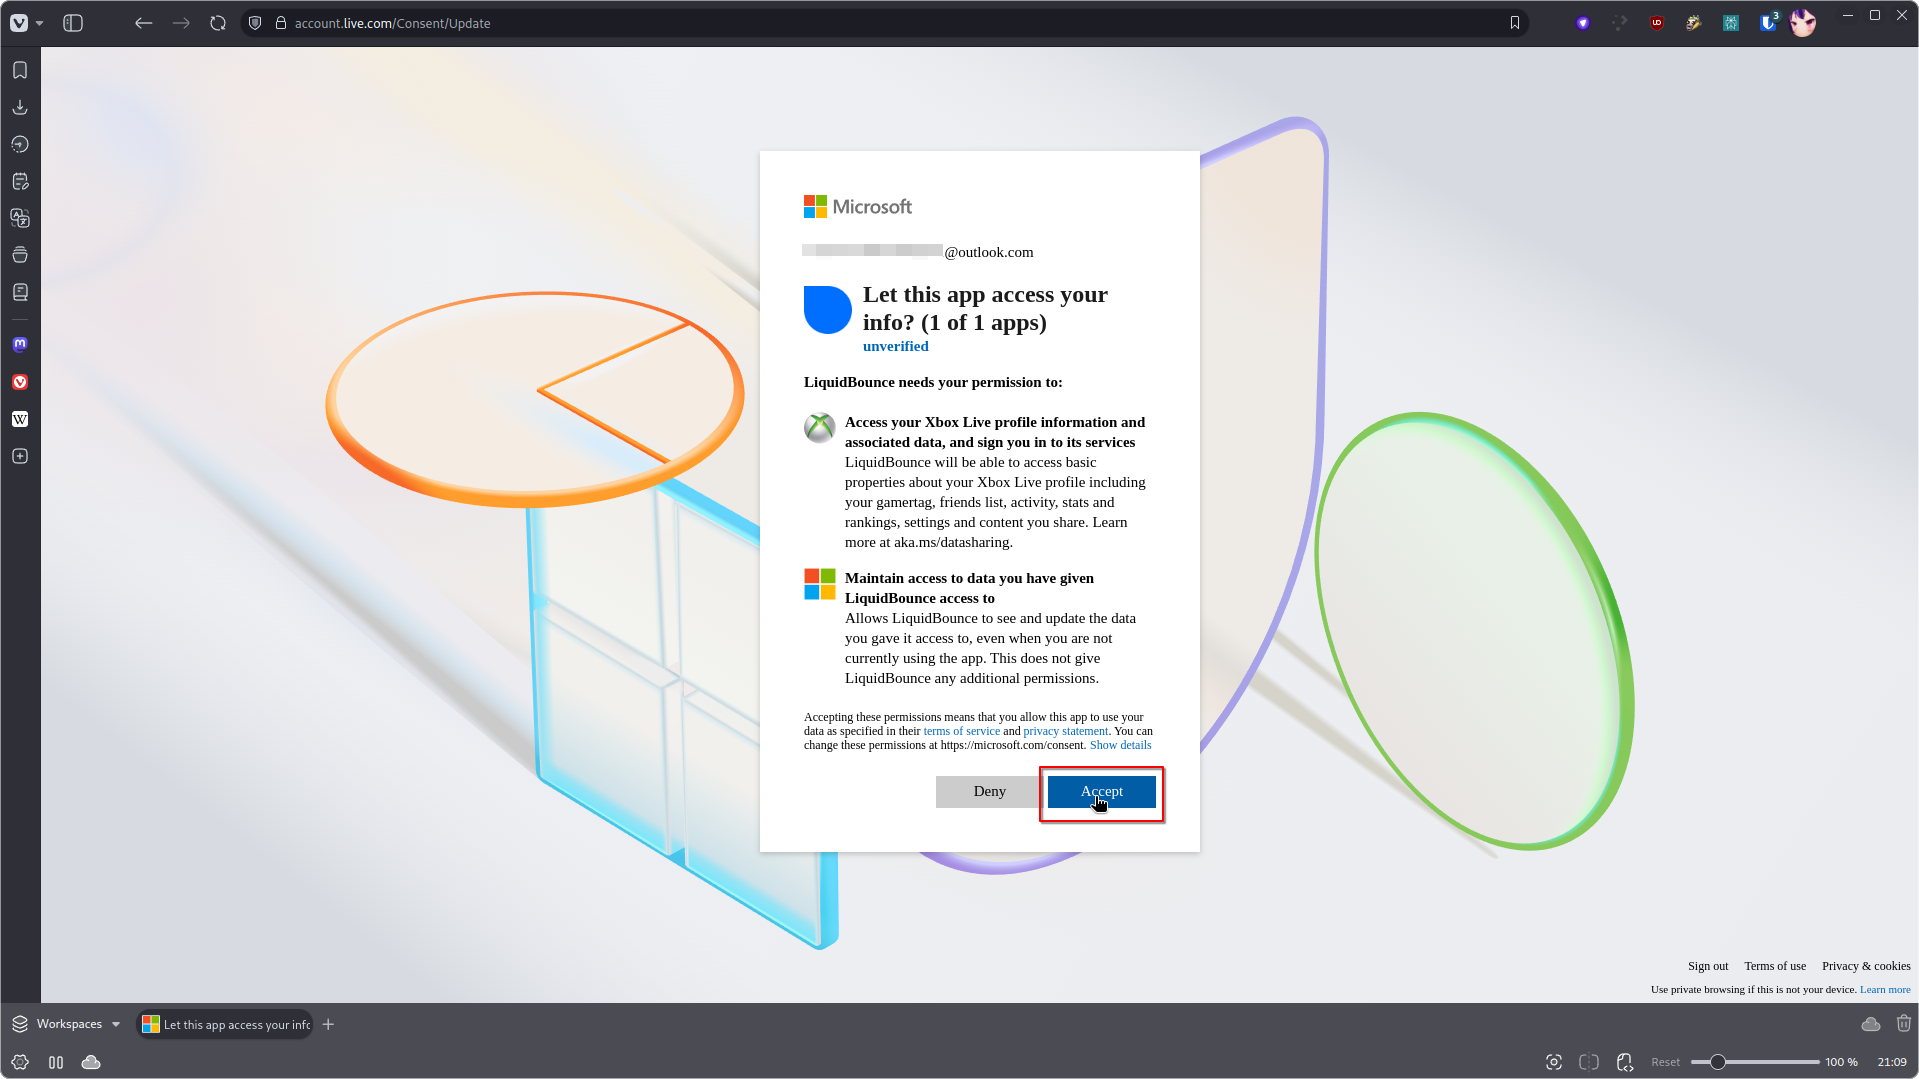 account.live.com/Consent/Update
3
Microsoft
@outlook.com
Let this app access your
info? (1 of 1 apps)
unverified
LiquidBounce needs your permission to:
Access your Xbox Live profile information and
associated data, and sign you in to its services
LiquidBounce will be able to access basic
properties about your Xbox Live profile including
your gamertag, friends list, activity, stats and
rankings, settings and content you share. Learn
more at aka.ms/datasharing.
Maintain access to data you have given
LiquidBounce access to
Allows LiquidBounce to see and update the data
you gave it access to, even when you are not
currently using the app. This does not give
LiquidBounce any additional permissions.
Accepting these permissions means that you allow this app to use your
data as specified in their terms of service and privacy statement. You can
change these permissions at https://microsoft.com/consent. Show details
Deny Accept
Sign out Terms of use Privacy & cookies
Use private browsing if this is not your device. Learn more
Workspaces Let this app access your info
Reset 100 % 21:09